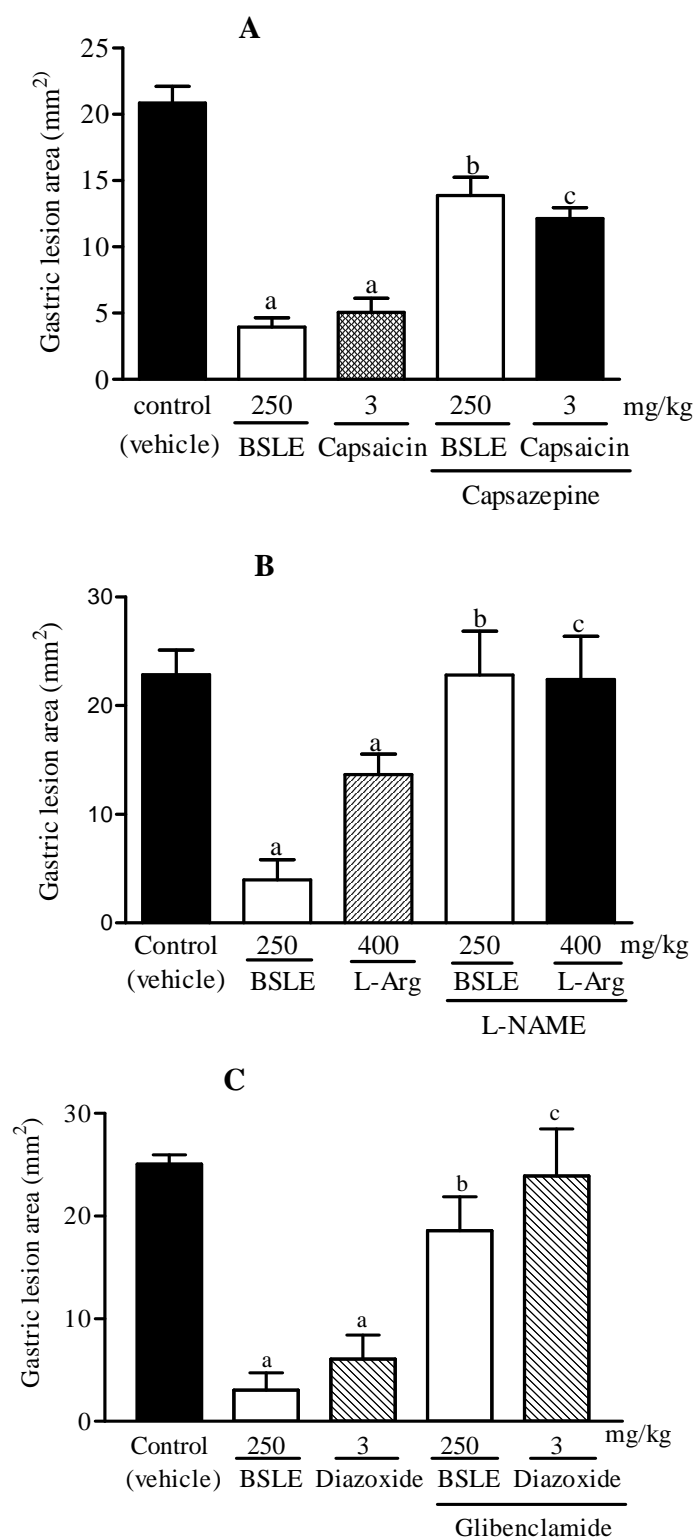 A
Gastric lesion area (mm²)
25
20
15
10
5
0
a
a
b
c
control 250 3 250 3 mg/kg
(vehicle) BSLE Capsaicin BSLE Capsaicin
Capsazepine
B
Gastric lesion area (mm²)
30
20
10
0
a
a
b
c
Control 250 400 250 400 mg/kg
(vehicle) BSLE L-Arg BSLE L-Arg
L-NAME
C
Gastric lesion area (mm²)
30
20
10
0
a
a
b
c
Control 250 3 250 3 mg/kg
(vehicle) BSLE Diazoxide BSLE Diazoxide
Glibenclamide